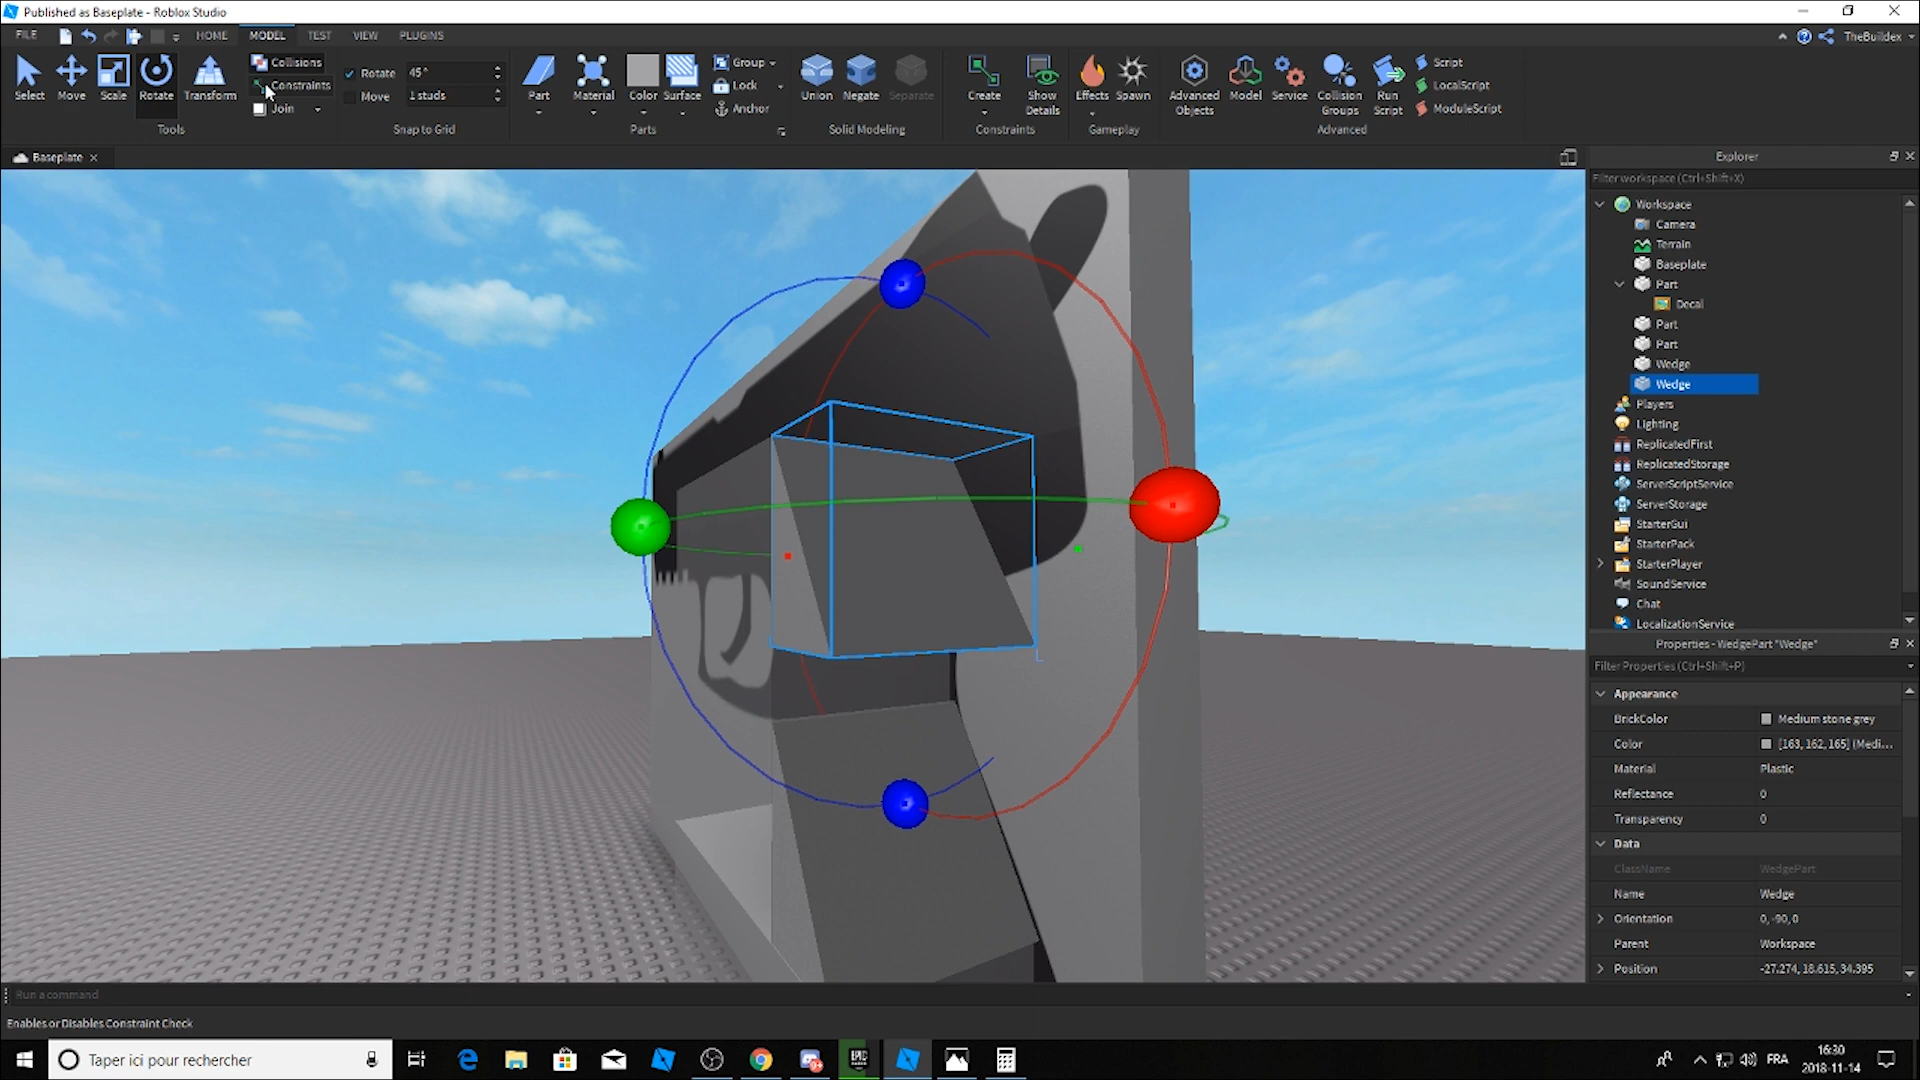 Published as Baseplate - Roblox Studio
FILE HOME MODEL TEST VIEW PLUGINS TheBuildex
Select Move Scale Rotate Transform
Collisions
Constraints
Join
Tools
Rotate 45°
Move 1 studs
Snap to Grid
Part Material Color Surface
Group
Lock
Anchor
Parts
Union Negate Separate
Solid Modeling
Create Show Details
Constraints
Effects Spawn
Gameplay
Advanced Objects Model Service Collision Groups Run Script
Script
LocalScript
ModuleScript
Advanced
Baseplate
Explorer
Filter workspace (Ctrl+Shift+X)
Workspace
Camera
Terrain
Baseplate
Part
Decal
Part
Part
Wedge
Wedge
Players
Lighting
ReplicatedFirst
ReplicatedStorage
ServerScriptService
ServerStorage
StarterGui
StarterPack
StarterPlayer
SoundService
Chat
LocalizationService
Properties - WedgePart "Wedge"
Filter Properties (Ctrl+Shift+P)
Appearance
BrickColor Medium stone grey
Color [163, 162, 165] (Medi...
Material Plastic
Reflectance 0
Transparency 0
Data
ClassName WedgePart
Name Wedge
Orientation 0, -90, 0
Parent Workspace
Position -27.274, 18.615, 34.395
Run a command
Enables or Disables Constraint Check
Taper ici pour rechercher
EPIC
FRA
16:30
2018-11-14